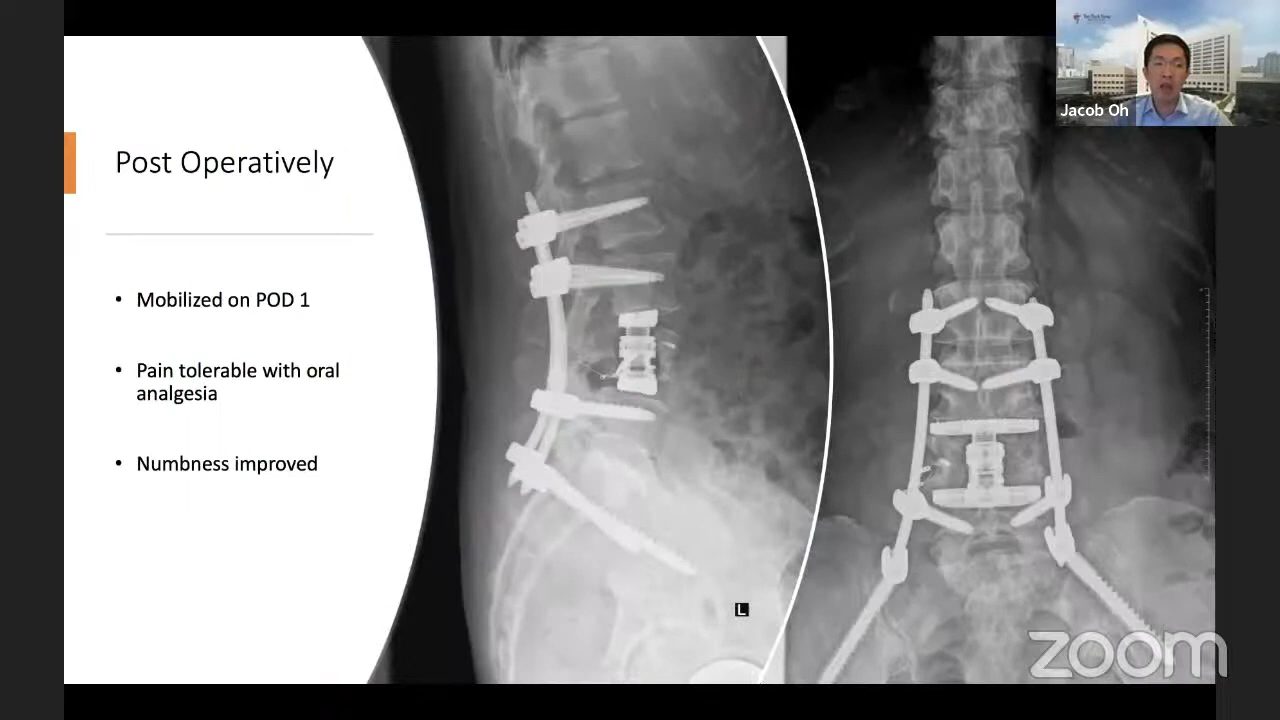 Jacob Oh
Post Operatively
• Mobilized on POD 1
• Pain tolerable with oral
analgesia
• Numbness improved
L
zoom